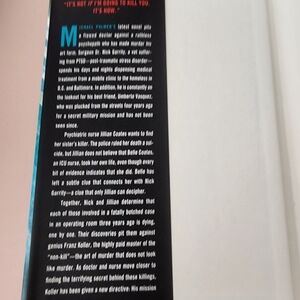 "IT'S NOT IF I'M GOING TO KILL YOU.
IT'S HOW."
MICHAEL PALMER'S latest novel pits
a flawed doctor against a ruthless
psychopath who has made murder his
art form. Surgeon Dr. Nick Garrity, a vet suffer-
ing from PTSD—post-traumatic stress disorder—
spends his days and nights dispensing medical
treatment from a mobile clinic to the homeless in
D.C. and Baltimore. In addition, he is constantly on
the lookout for his best friend, Umberto Vasquez,
who was plucked from the streets four years ago
for a secret military mission and has not been
seen since.
Psychiatric nurse Jillian Coates wants to find
her sister's killer. The police ruled her death a sui-
cide, but Jillian does not believe that Belle Coates,
an ICU nurse, took her own life, even though every
bit of evidence indicates that she did. Belle has
left a subtle clue that connects her with Nick
Garrity—a clue that only Jillian can decipher.
Together, Nick and Jillian determine that
each of those involved in a fatally botched case
in an operating room three years ago is dying,
one by one. Their discoveries pit them against
genius Franz Koller, the highly paid master of the
"non-kill"—the art of murder that does not look
like murder. As doctor and nurse move closer to
finding the terrifying secret behind these killings,
Koller has been given a new directive: His mission